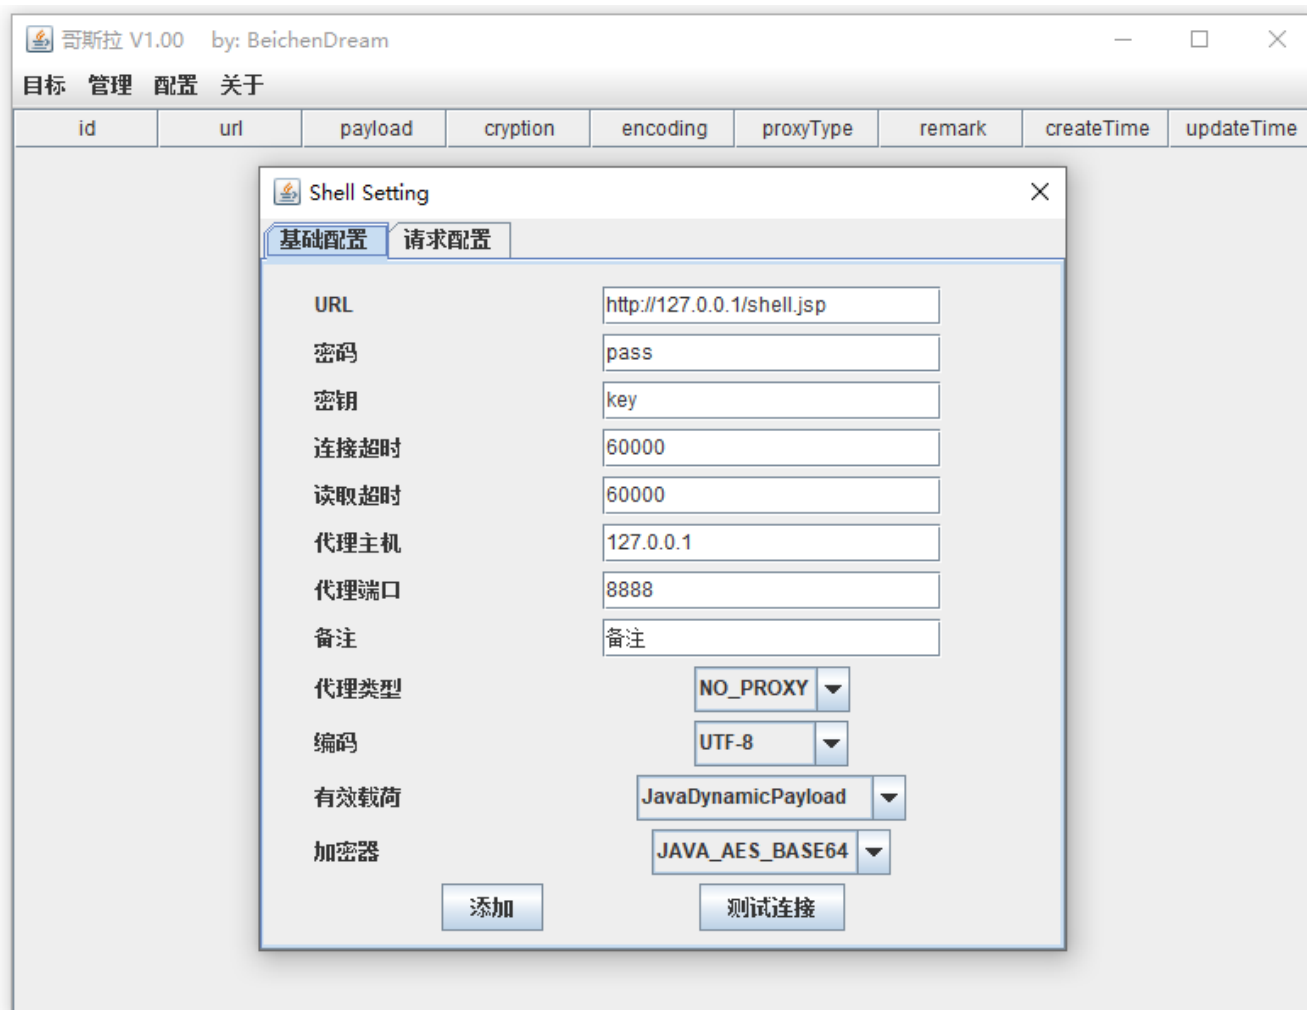 哥斯拉 V1.00 by: BeichenDream
目标 管理 配置 关于
id url payload cryption encoding proxyType remark createTime updateTime
Shell Setting
基础配置 请求配置
URL http://127.0.0.1/shell.jsp
密码 pass
密钥 key
连接超时 60000
读取超时 60000
代理主机 127.0.0.1
代理端口 8888
备注 备注
代理类型 NO_PROXY
编码 UTF-8
有效载荷 JavaDynamicPayload
加密器 JAVA_AES_BASE64
添加 测试连接